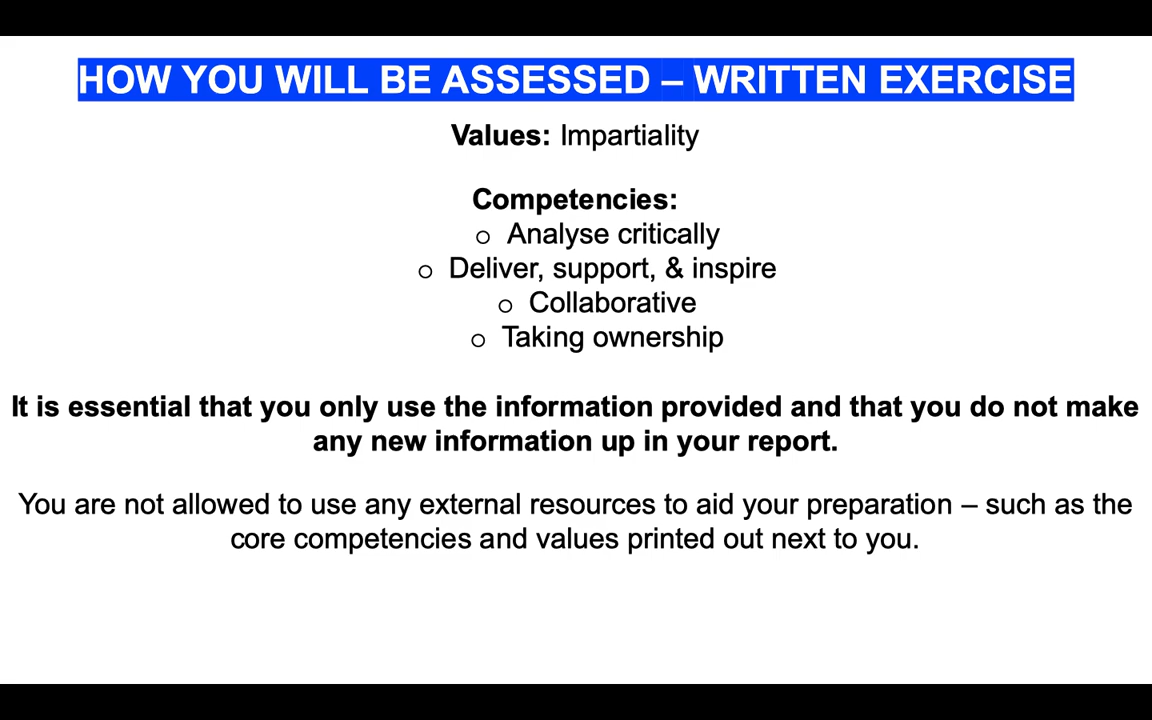 HOW YOU WILL BE ASSESSED – WRITTEN EXERCISE
Values: Impartiality
Competencies:
o Analyse critically
o Deliver, support, & inspire
o Collaborative
o Taking ownership
It is essential that you only use the information provided and that you do not make
any new information up in your report.
You are not allowed to use any external resources to aid your preparation – such as the
core competencies and values printed out next to you.